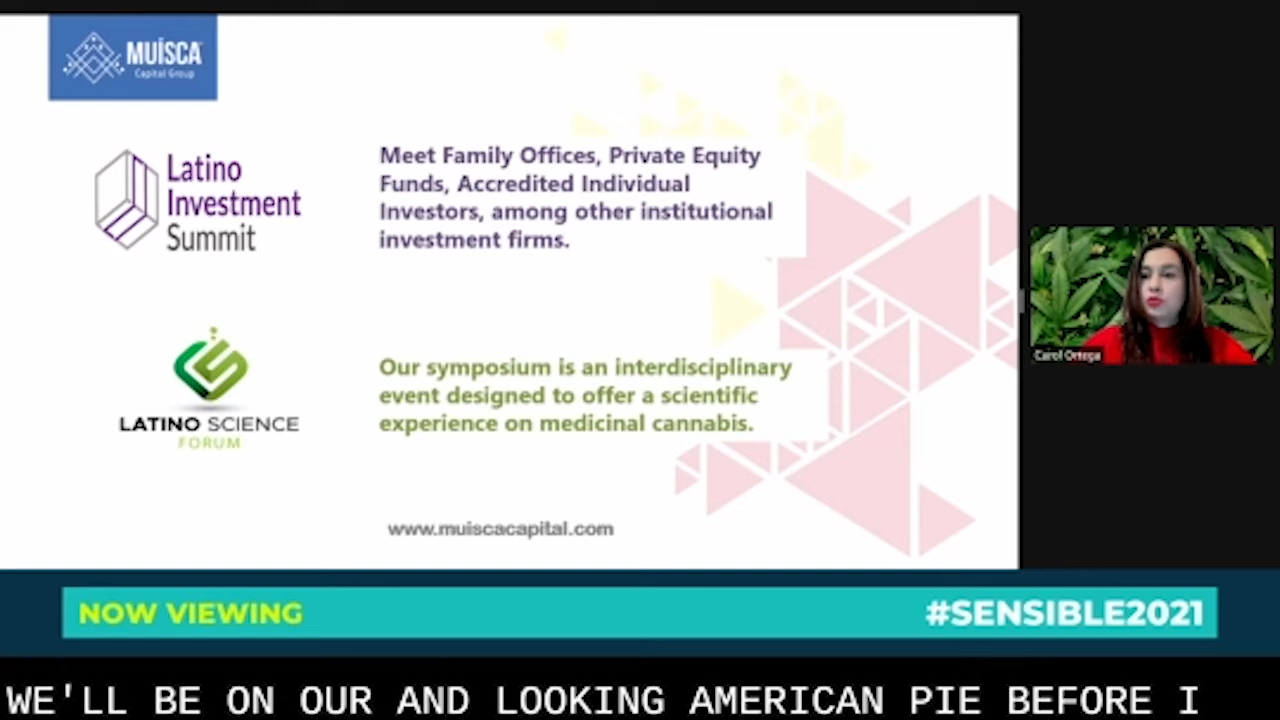 MUÏSCA
Capital Group
Latino
Investment
Summit
Meet Family Offices, Private Equity
Funds, Accredited Individual
Investors, among other institutional
investment firms.
LATINO SCIENCE
FORUM
Our symposium is an interdisciplinary
event designed to offer a scientific
experience on medicinal cannabis.
www.muiscacapital.com
Carol Ortega
NOW VIEWING
#SENSIBLE2021
WE'LL BE ON OUR AND LOOKING AMERICAN PIE BEFORE I